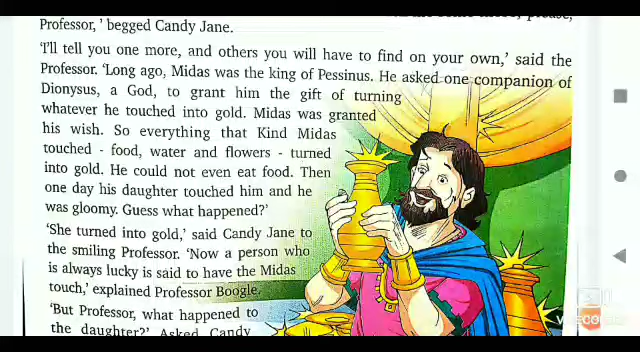 Professor, ' begged Candy Jane.
'I'll tell you one more, and others you will have to find on your own,' said the
Professor. 'Long ago, Midas was the king of Pessinus. He asked one companion of
Dionysus, a God, to grant him the gift of turning
whatever he touched into gold. Midas was granted
his wish. So everything that Kind Midas
touched - food, water and flowers - turned
into gold. He could not even eat food. Then
one day his daughter touched him and he
was gloomy. Guess what happened?'
'She turned into gold,' said Candy Jane to
the smiling Professor. 'Now a person who
is always lucky is said to have the Midas
touch,' explained Professor Boogle.
'But Professor, what happened to
the daughter?' Asked Candy